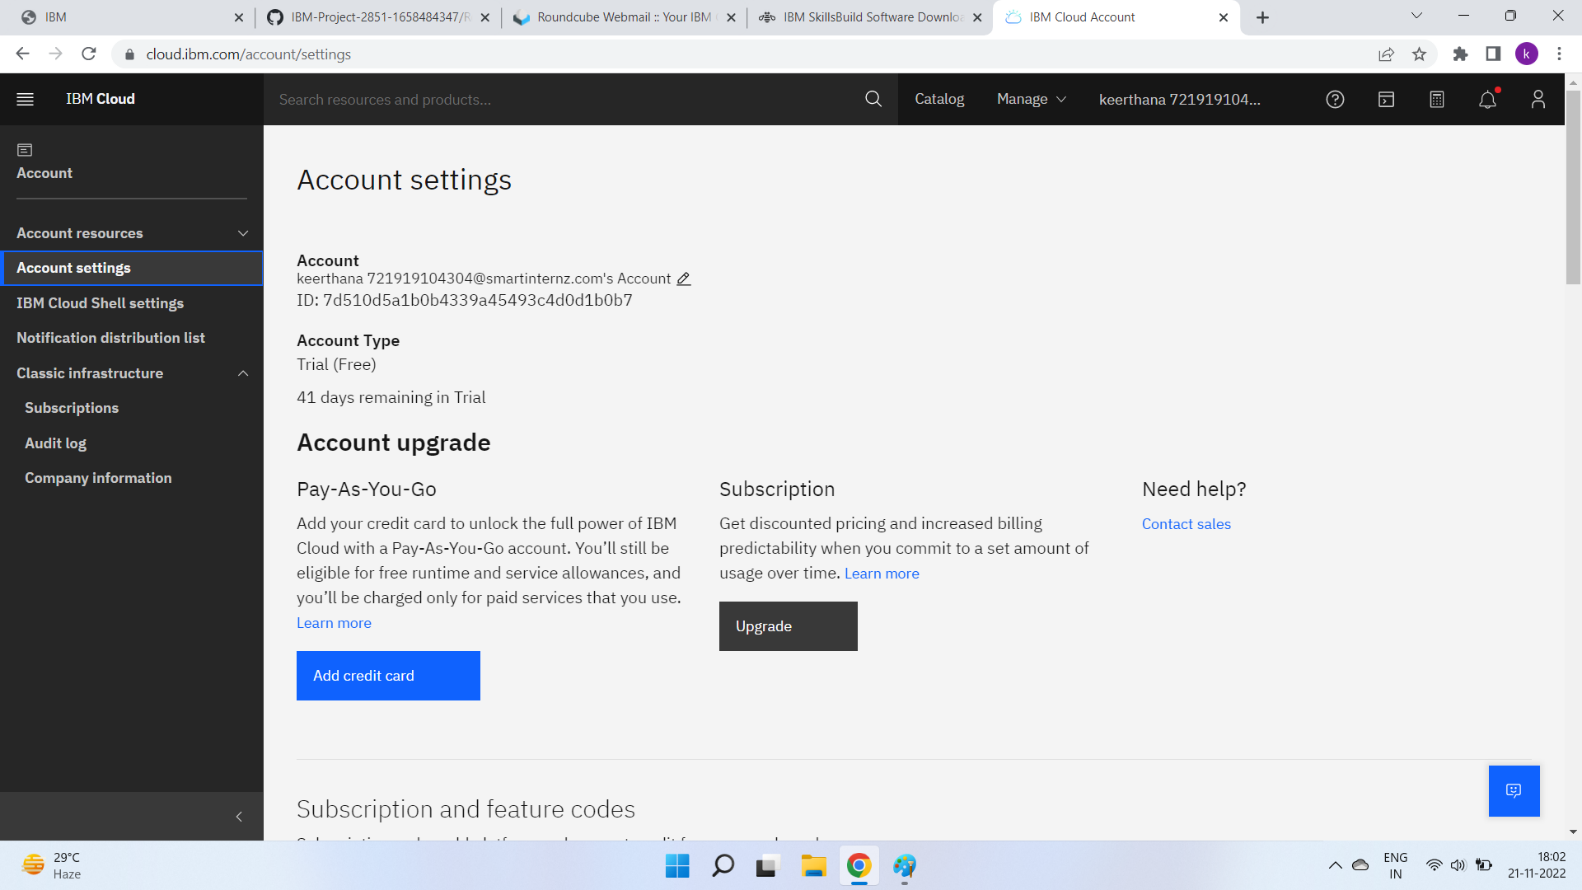 IBM
IBM-Project-2851-1658484347/R
Roundcube Webmail :: Your IBM
IBM SkillsBuild Software Downloa
IBM Cloud Account
cloud.ibm.com/account/settings
k
IBM Cloud
Search resources and products...
Catalog
Manage
keerthana 721919104...
Account
Account resources
Account settings
IBM Cloud Shell settings
Notification distribution list
Classic infrastructure
Subscriptions
Audit log
Company information
Account settings
Account
keerthana 721919104304@smartinternz.com's Account
ID: 7d510d5a1b0b4339a45493c4d0d1b0b7
Account Type
Trial (Free)
41 days remaining in Trial
Account upgrade
Pay-As-You-Go
Add your credit card to unlock the full power of IBM
Cloud with a Pay-As-You-Go account. You’ll still be
eligible for free runtime and service allowances, and
you’ll be charged only for paid services that you use.
Learn more
Add credit card
Subscription
Get discounted pricing and increased billing
predictability when you commit to a set amount of
usage over time. Learn more
Upgrade
Need help?
Contact sales
Subscription and feature codes
29°C
Haze
ENG
IN
18:02
21-11-2022